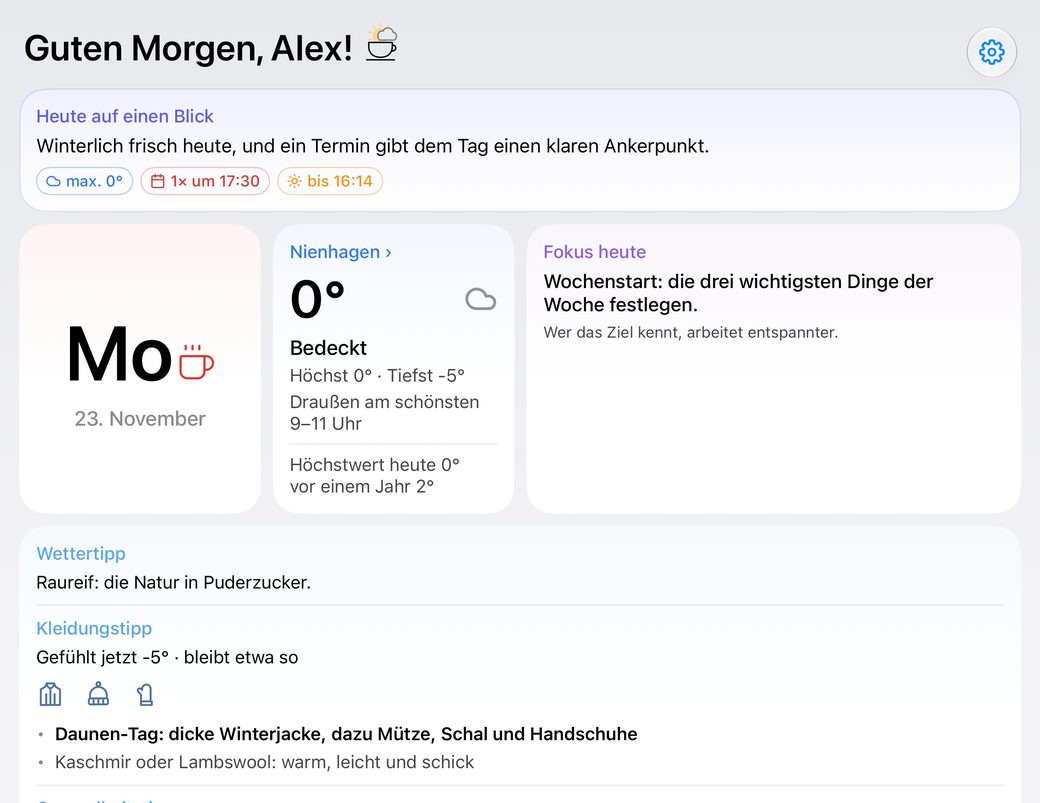 Guten Morgen, Alex!
Heute auf einen Blick
Winterlich frisch heute, und ein Termin gibt dem Tag einen klaren Ankerpunkt.
max. 0°
1× um 17:30
bis 16:14
Mo
23. November
Nienhagen ›
0°
Bedeckt
Höchst 0° · Tiefst -5°
Draußen am schönsten
9–11 Uhr
Höchstwert heute 0°
vor einem Jahr 2°
Fokus heute
Wochenstart: die drei wichtigsten Dinge der
Woche festlegen.
Wer das Ziel kennt, arbeitet entspannter.
Wettertipp
Raureif: die Natur in Puderzucker.
Kleidungstipp
Gefühlt jetzt -5° · bleibt etwa so
• Daunen-Tag: dicke Winterjacke, dazu Mütze, Schal und Handschuhe
• Kaschmir oder Lambswool: warm, leicht und schick